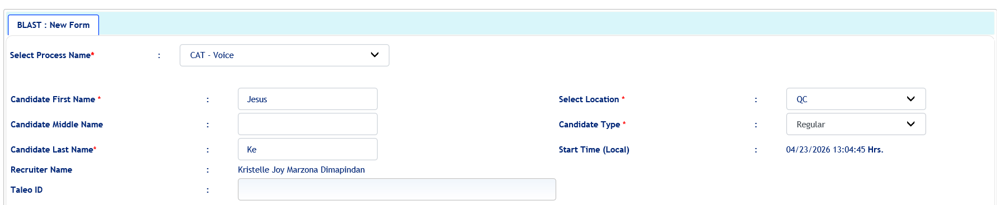 BLAST : New Form
Select Process Name* : CAT - Voice
Candidate First Name * : Jesus Select Location * : QC
Candidate Middle Name : Candidate Type * : Regular
Candidate Last Name* : Ke Start Time (Local) : 04/23/2026 13:04:45 Hrs.
Recruiter Name : Kristelle Joy Marzona Dimapindan
Taleo ID :